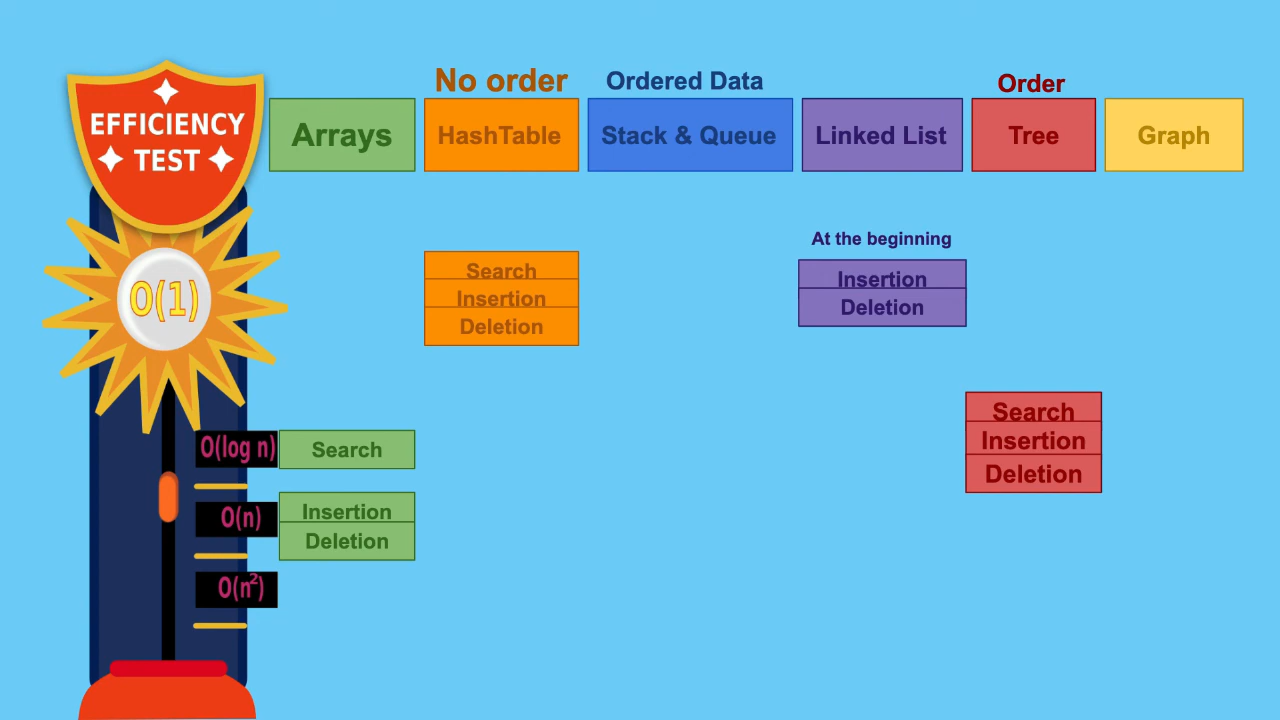 No order
Ordered Data
Order
EFFICIENCY
TEST
Arrays
HashTable
Stack & Queue
Linked List
Tree
Graph
At the beginning
O(1)
Search
Insertion
Deletion
Insertion
Deletion
Search
Insertion
Deletion
O(log n)
Search
O(n)
Insertion
Deletion
O(n²)